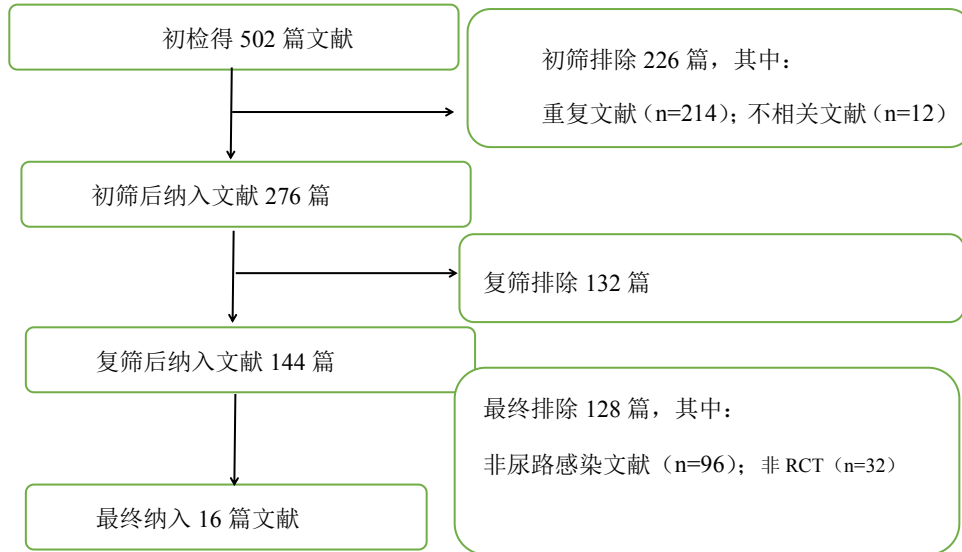 初检得 502 篇文献
初筛排除 226 篇，其中：
重复文献（n=214）；不相关文献（n=12）
初筛后纳入文献 276 篇
复筛排除 132 篇
复筛后纳入文献 144 篇
最终排除 128 篇，其中：
非尿路感染文献（n=96）；非 RCT（n=32）
最终纳入 16 篇文献